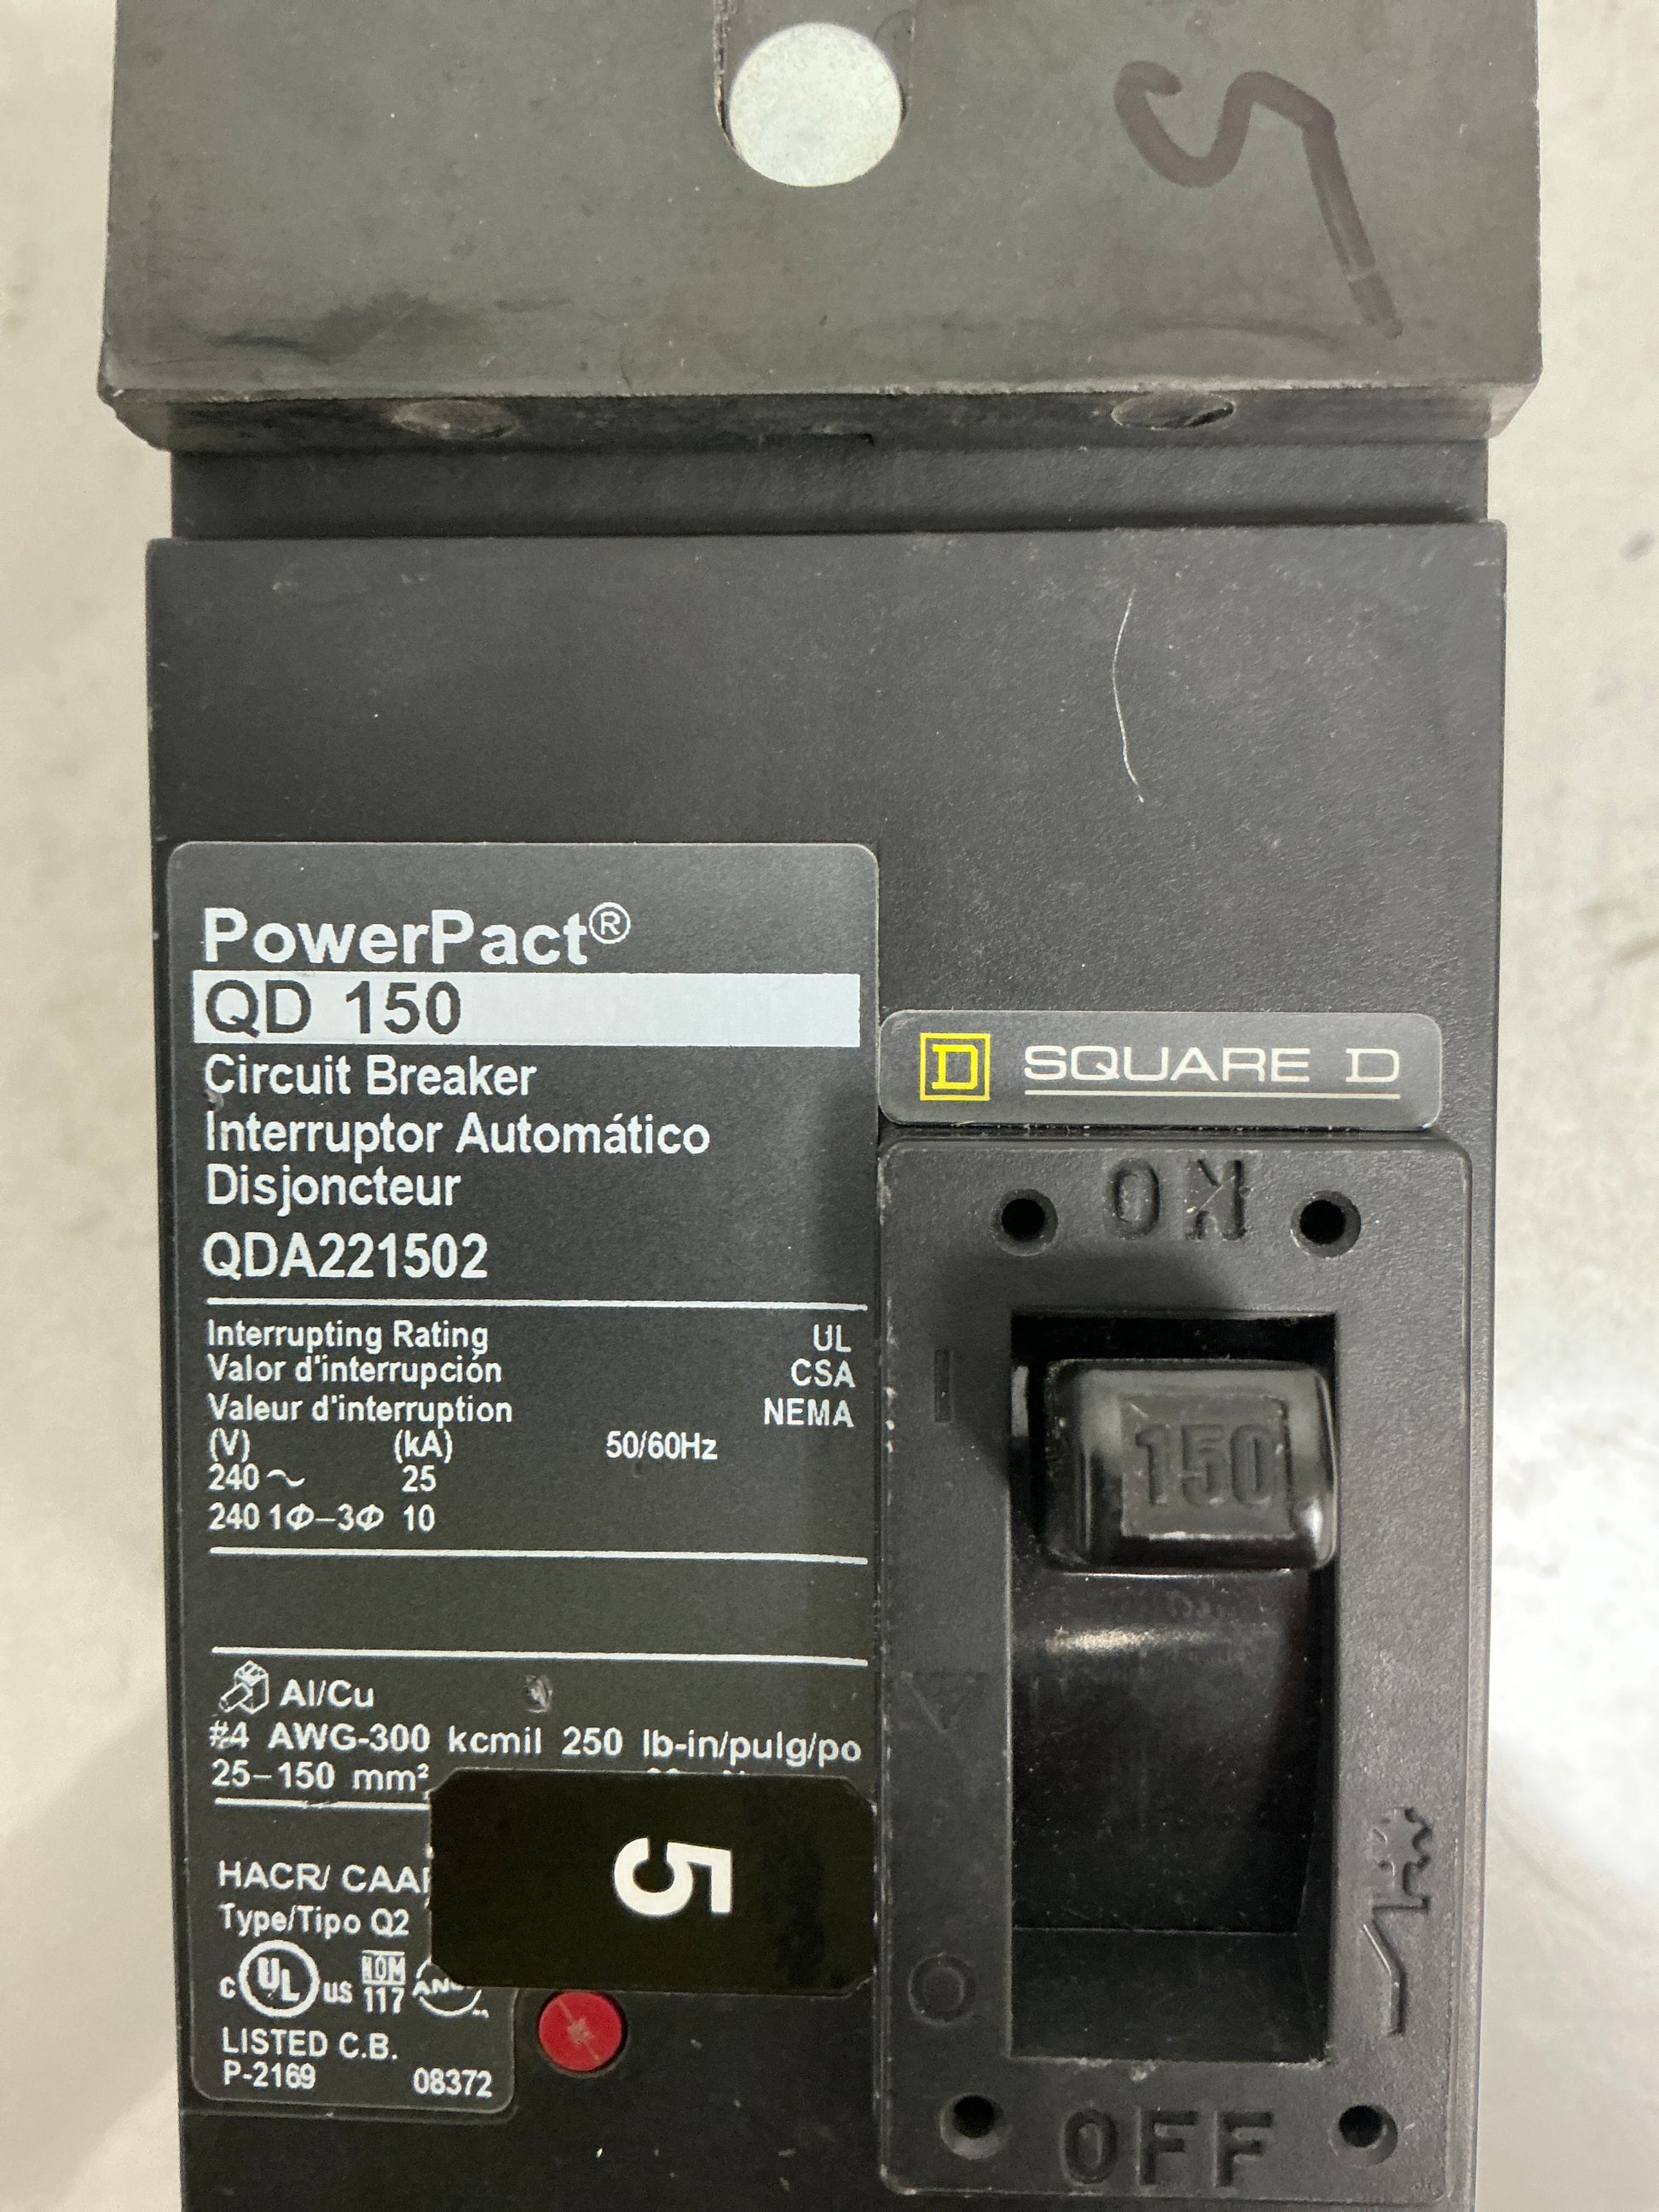 PowerPact®
QD 150
Circuit Breaker
Interruptor Automático
Disjoncteur
QDA221502
SQUARE D
ON
Interrupting Rating UL
Valor d'interrupción CSA
Valeur d'interruption NEMA
(V) (kA) 50/60Hz
240 ~ 25
240 1Φ–3Φ 10
I
150
Al/Cu
#4 AWG-300 kcmil 250 lb-in/pulg/po
25–150 mm²
5
HACR/
Type/Tipo Q2
C UL US NOM 117 ANCE
LISTED C.B.
P-2169 08372
O
OFF